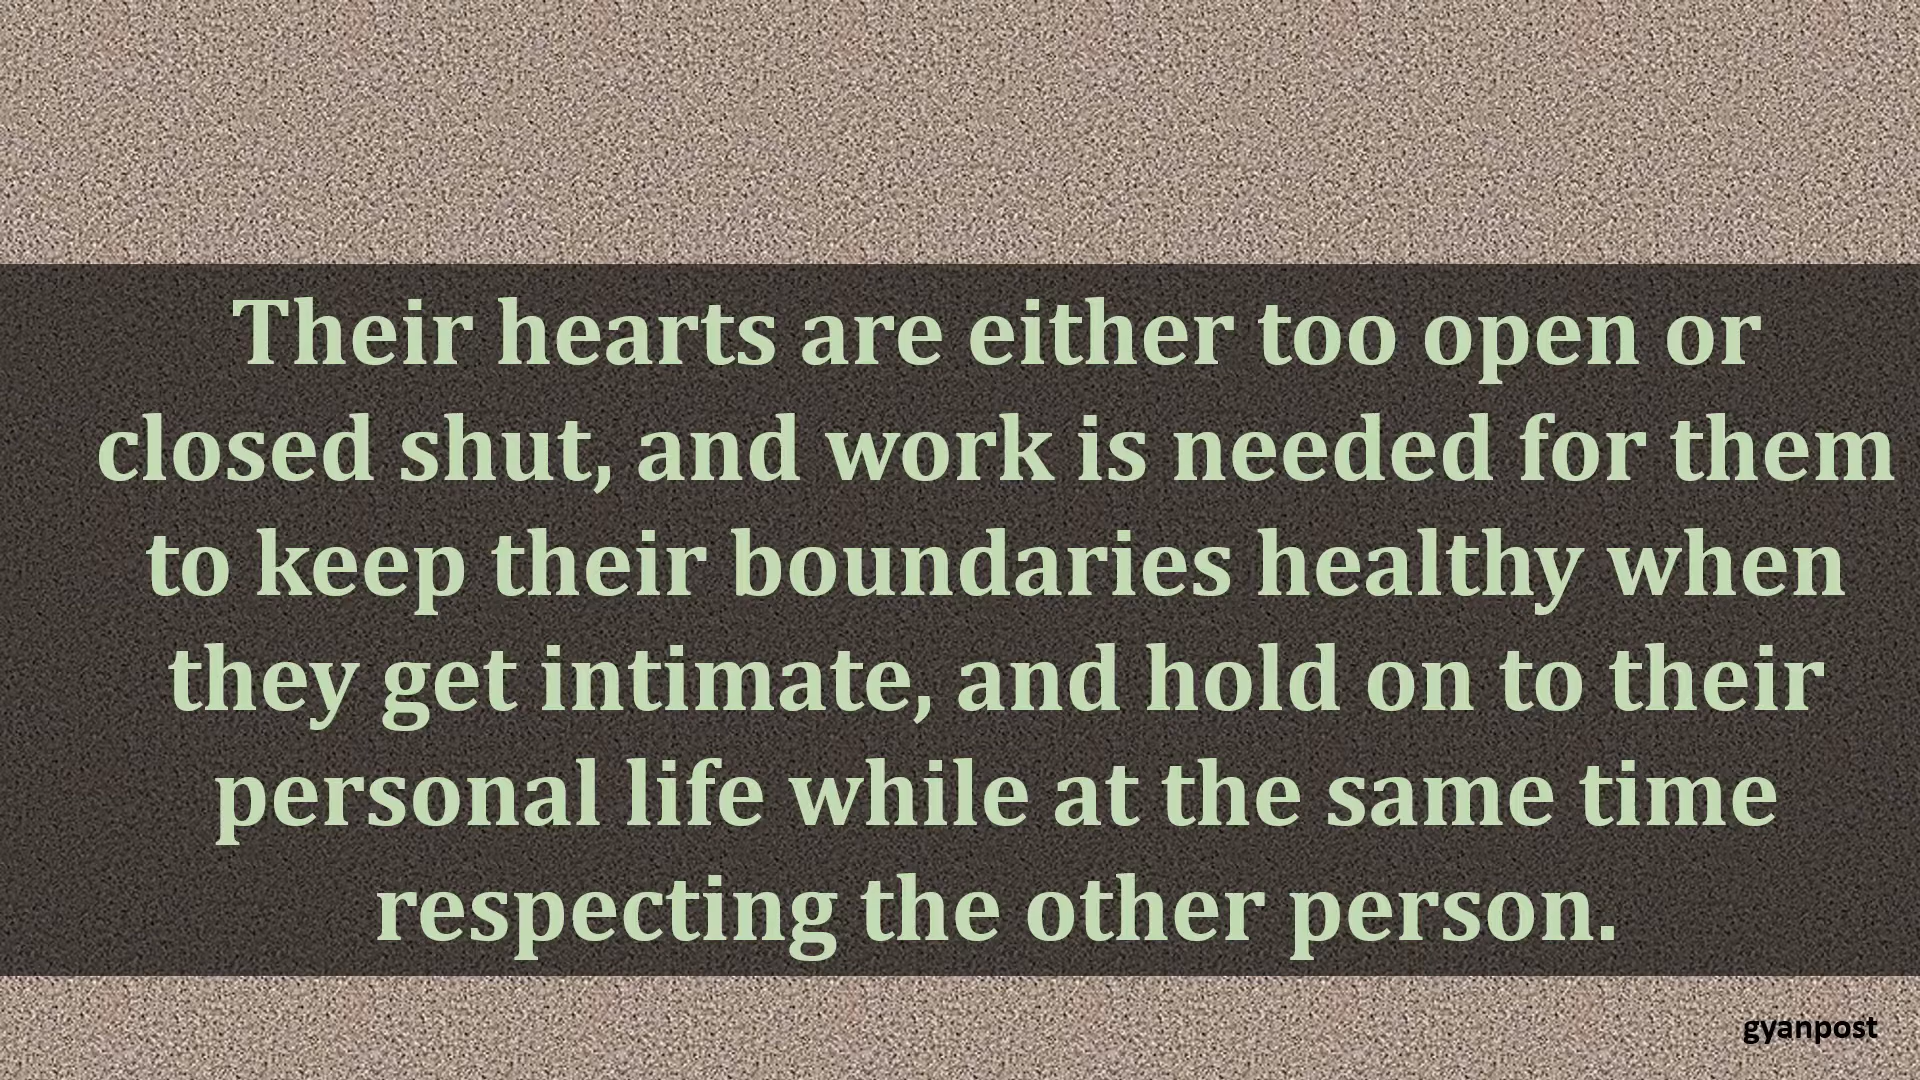 Their hearts are either too open or
closed shut, and work is needed for them
to keep their boundaries healthy when
they get intimate, and hold on to their
personal life while at the same time
respecting the other person.
gyanpost